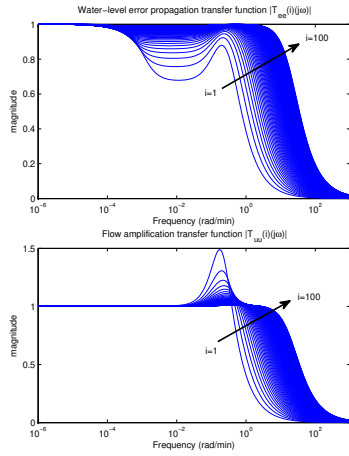 Water-level error propagation transfer function |T_ee(i)(jω)|
1
0.8
0.6
0.4
0.2
0
magnitude
i=100
i=1
10^-6 10^-4 10^-2 10^0 10^2
Frequency (rad/min)
Flow amplification transfer function |T_uu(i)(jω)|
1.5
1
0.5
0
magnitude
i=100
i=1
10^-6 10^-4 10^-2 10^0 10^2
Frequency (rad/min)